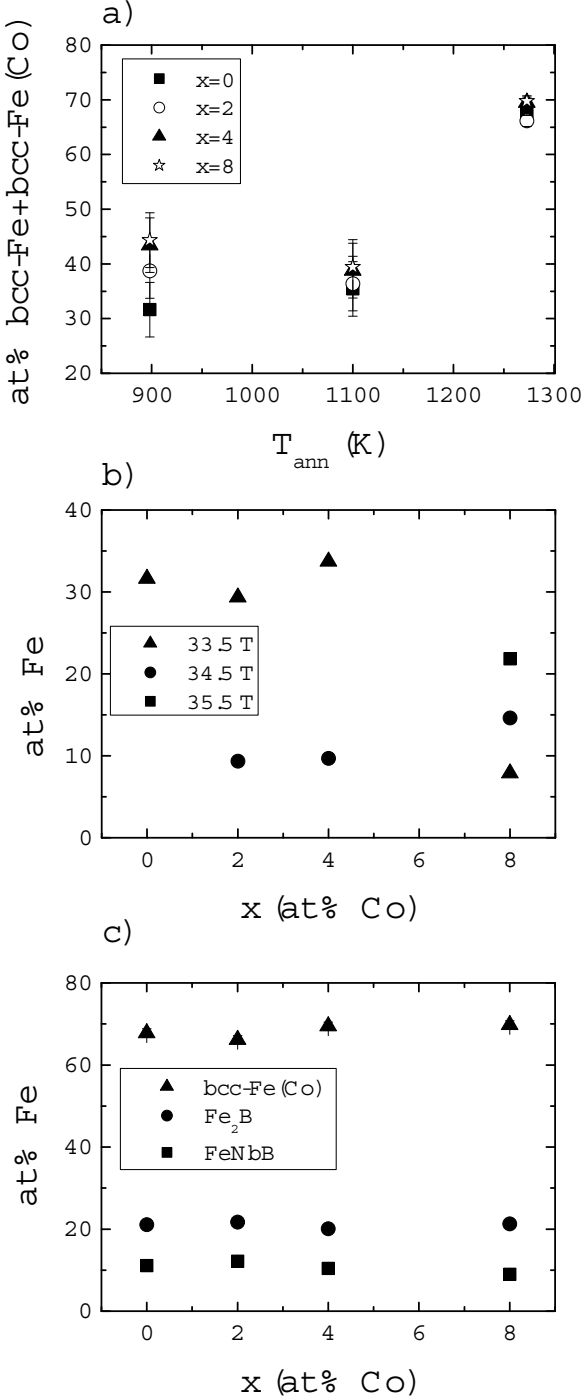 a)
at% bcc-Fe+bcc-Fe(Co)
80
70
60
50
40
30
20
x=0
x=2
x=4
x=8
900 1000 1100 1200 1300
T_ann (K)
b)
at% Fe
40
30
20
10
0
33.5 T
34.5 T
35.5 T
0 2 4 6 8
x (at% Co)
c)
at% Fe
80
60
40
20
0
bcc-Fe(Co)
Fe₂B
FeNbB
0 2 4 6 8
x (at% Co)